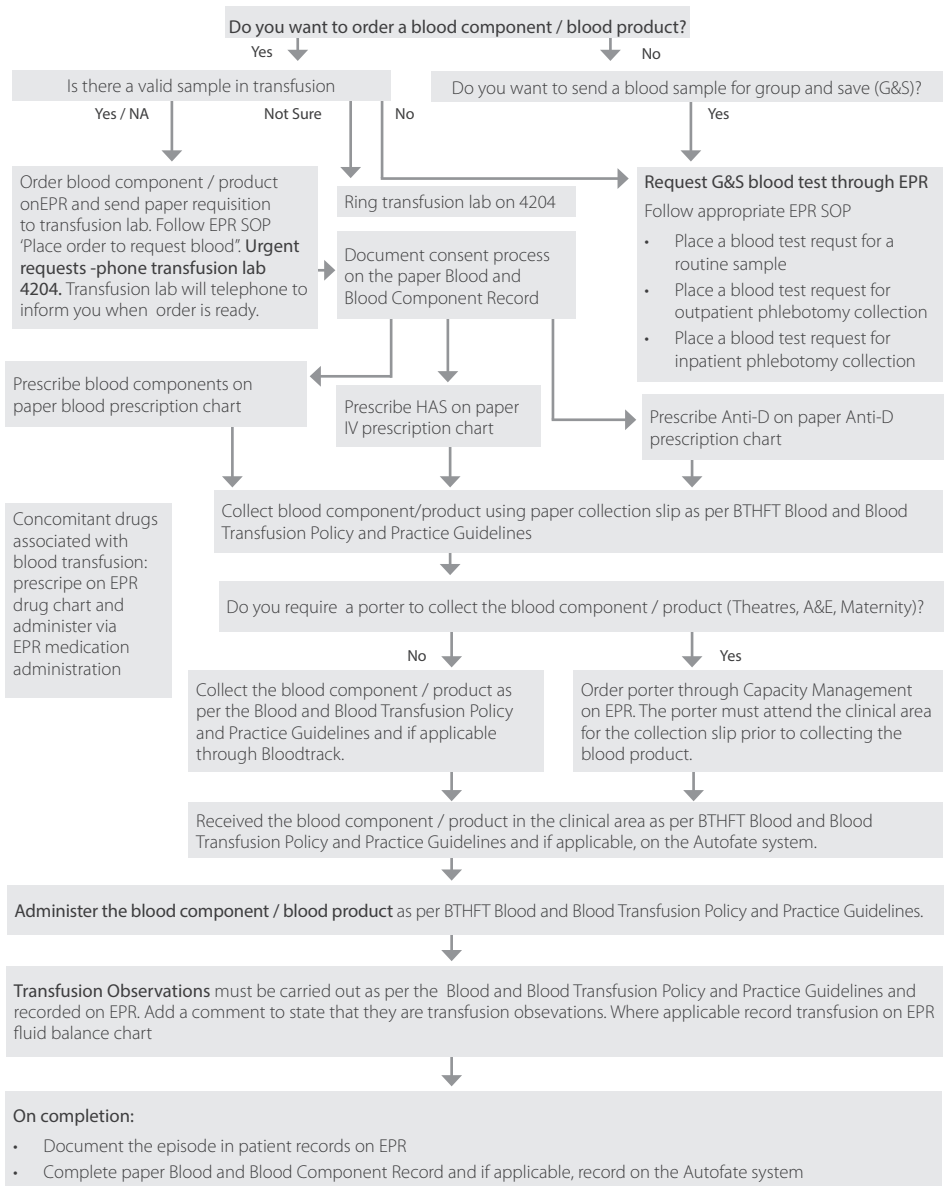 Do you want to order a blood component / blood product?
Yes
No
Is there a valid sample in transfusion
Do you want to send a blood sample for group and save (G&S)?
Yes / NA
Not Sure
No
Yes
Order blood component / product
onEPR and send paper requisition
to transfusion lab. Follow EPR SOP
‘Place order to request blood”. Urgent
requests -phone transfusion lab
4204. Transfusion lab will telephone to
inform you when order is ready.
Ring transfusion lab on 4204
Request G&S blood test through EPR
Follow appropriate EPR SOP
• Place a blood test requst for a
routine sample
• Place a blood test request for
outpatient phlebotomy collection
• Place a blood test request for
inpatient phlebotomy collection
Document consent process
on the paper Blood and
Blood Component Record
Prescribe blood components on
paper blood prescription chart
Prescribe HAS on paper
IV prescription chart
Prescribe Anti-D on paper Anti-D
prescription chart
Concomitant drugs
associated with
blood transfusion:
prescripe on EPR
drug chart and
administer via
EPR medication
administration
Collect blood component/product using paper collection slip as per BTHFT Blood and Blood
Transfusion Policy and Practice Guidelines
Do you require a porter to collect the blood component / product (Theatres, A&E, Maternity)?
No
Yes
Collect the blood component / product as
per the Blood and Blood Transfusion Policy
and Practice Guidelines and if applicable
through Bloodtrack.
Order porter through Capacity Management
on EPR. The porter must attend the clinical area
for the collection slip prior to collecting the
blood product.
Received the blood component / product in the clinical area as per BTHFT Blood and Blood
Transfusion Policy and Practice Guidelines and if applicable, on the Autofate system.
Administer the blood component / blood product as per BTHFT Blood and Blood Transfusion Policy and Practice Guidelines.
Transfusion Observations must be carried out as per the Blood and Blood Transfusion Policy and Practice Guidelines and
recorded on EPR. Add a comment to state that they are transfusion obsevations. Where applicable record transfusion on EPR
fluid balance chart
On completion:
• Document the episode in patient records on EPR
• Complete paper Blood and Blood Component Record and if applicable, record on the Autofate system